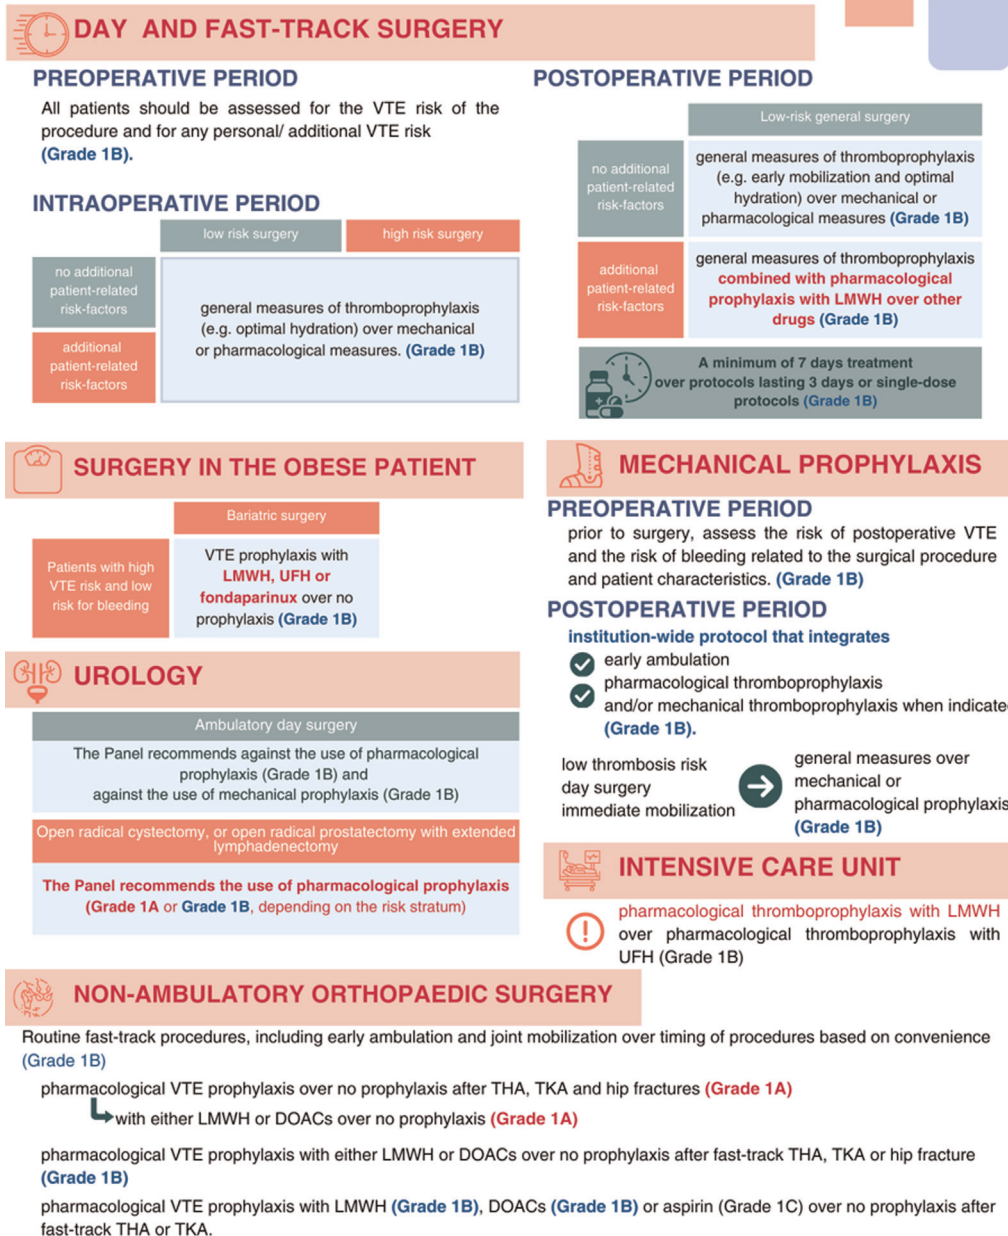 DAY AND FAST-TRACK SURGERY
PREOPERATIVE PERIOD
All patients should be assessed for the VTE risk of the
procedure and for any personal/ additional VTE risk
(Grade 1B).
INTRAOPERATIVE PERIOD
low risk surgery
high risk surgery
no additional
patient-related
risk-factors
additional
patient-related
risk-factors
general measures of thromboprophylaxis
(e.g. optimal hydration) over mechanical
or pharmacological measures. (Grade 1B)
POSTOPERATIVE PERIOD
Low-risk general surgery
no additional
patient-related
risk-factors
general measures of thromboprophylaxis
(e.g. early mobilization and optimal
hydration) over mechanical or
pharmacological measures (Grade 1B)
additional
patient-related
risk-factors
general measures of thromboprophylaxis
combined with pharmacological
prophylaxis with LMWH over other
drugs (Grade 1B)
A minimum of 7 days treatment
over protocols lasting 3 days or single-dose
protocols (Grade 1B)
SURGERY IN THE OBESE PATIENT
Bariatric surgery
Patients with high
VTE risk and low
risk for bleeding
VTE prophylaxis with
LMWH, UFH or
fondaparinux over no
prophylaxis (Grade 1B)
UROLOGY
Ambulatory day surgery
The Panel recommends against the use of pharmacological
prophylaxis (Grade 1B) and
against the use of mechanical prophylaxis (Grade 1B)
Open radical cystectomy, or open radical prostatectomy with extended
lymphadenectomy
The Panel recommends the use of pharmacological prophylaxis
(Grade 1A or Grade 1B, depending on the risk stratum)
MECHANICAL PROPHYLAXIS
PREOPERATIVE PERIOD
prior to surgery, assess the risk of postoperative VTE
and the risk of bleeding related to the surgical procedure
and patient characteristics. (Grade 1B)
POSTOPERATIVE PERIOD
institution-wide protocol that integrates
early ambulation
pharmacological thromboprophylaxis
and/or mechanical thromboprophylaxis when indicate
(Grade 1B).
low thrombosis risk
day surgery
immediate mobilization
general measures over
mechanical or
pharmacological prophylaxis
(Grade 1B)
INTENSIVE CARE UNIT
pharmacological thromboprophylaxis with LMWH
over pharmacological thromboprophylaxis with
UFH (Grade 1B)
NON-AMBULATORY ORTHOPAEDIC SURGERY
Routine fast-track procedures, including early ambulation and joint mobilization over timing of procedures based on convenience
(Grade 1B)
pharmacological VTE prophylaxis over no prophylaxis after THA, TKA and hip fractures (Grade 1A)
with either LMWH or DOACs over no prophylaxis (Grade 1A)
pharmacological VTE prophylaxis with either LMWH or DOACs over no prophylaxis after fast-track THA, TKA or hip fracture
(Grade 1B)
pharmacological VTE prophylaxis with LMWH (Grade 1B), DOACs (Grade 1B) or aspirin (Grade 1C) over no prophylaxis after
fast-track THA or TKA.